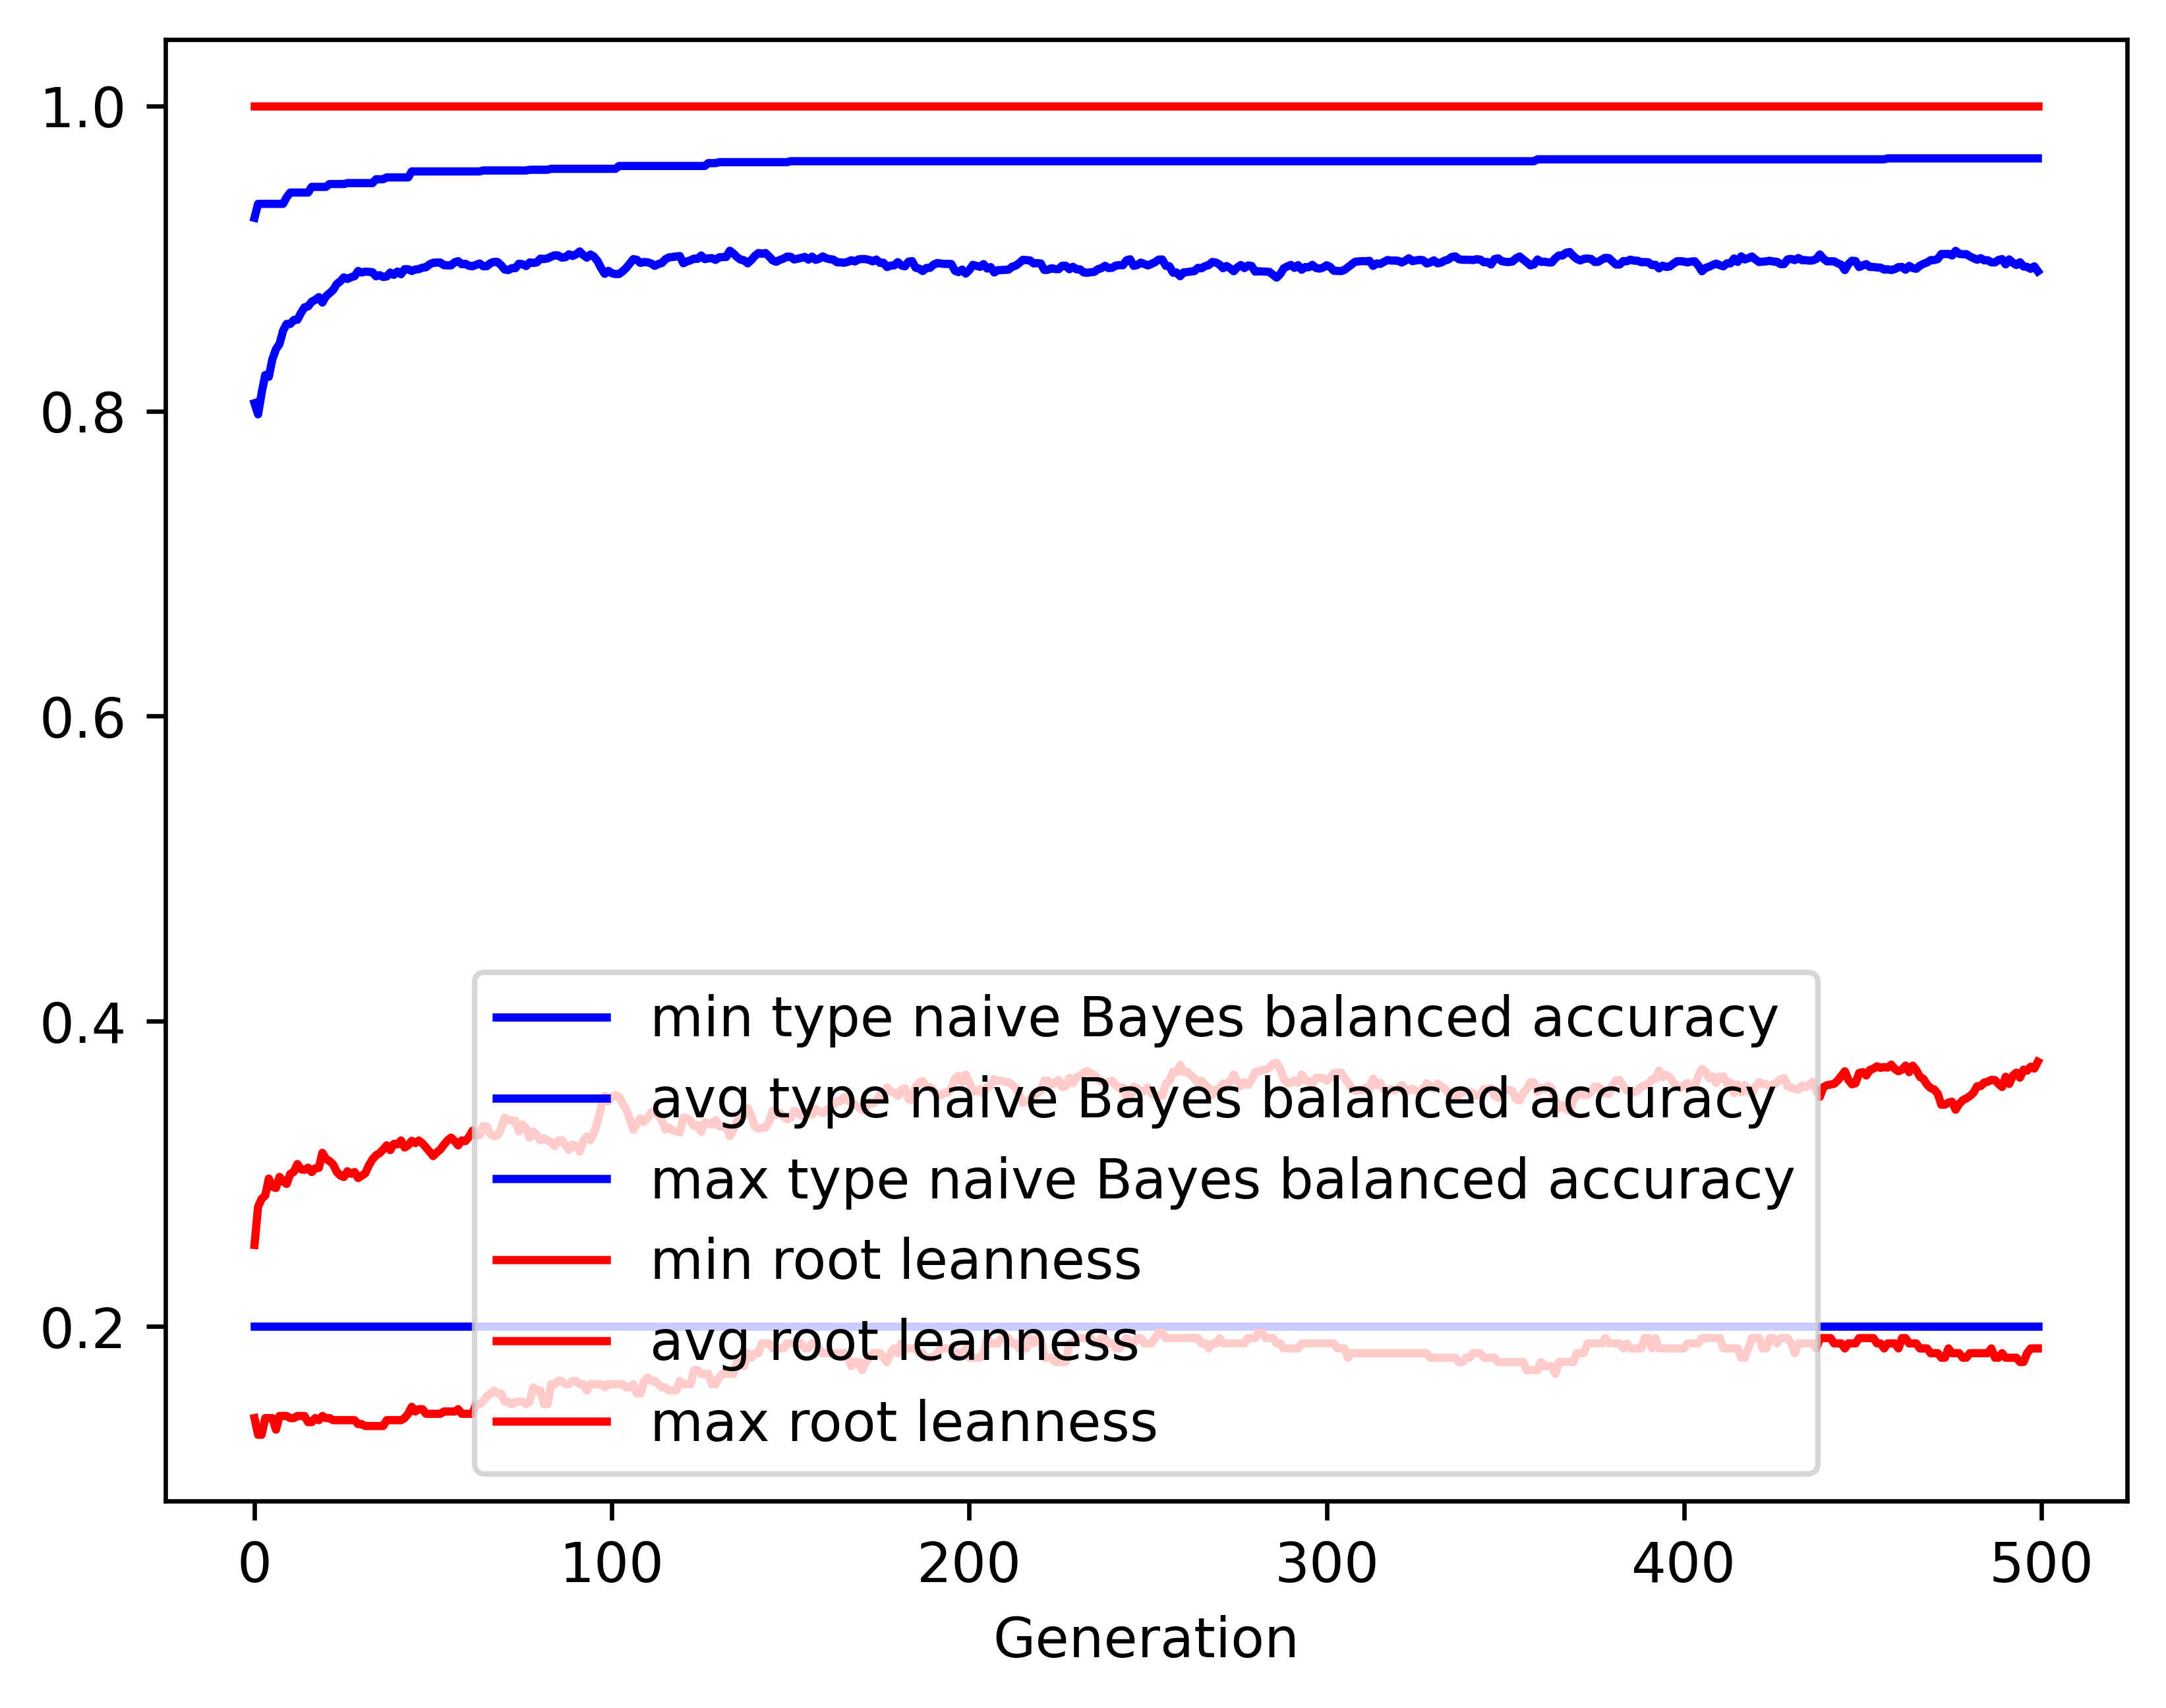 1.0
0.8
0.6
0.4
0.2
min type naive Bayes balanced accuracy
avg type naive Bayes balanced accuracy
max type naive Bayes balanced accuracy
min root leanness
avg root leanness
max root leanness
0 100 200 300 400 500
Generation